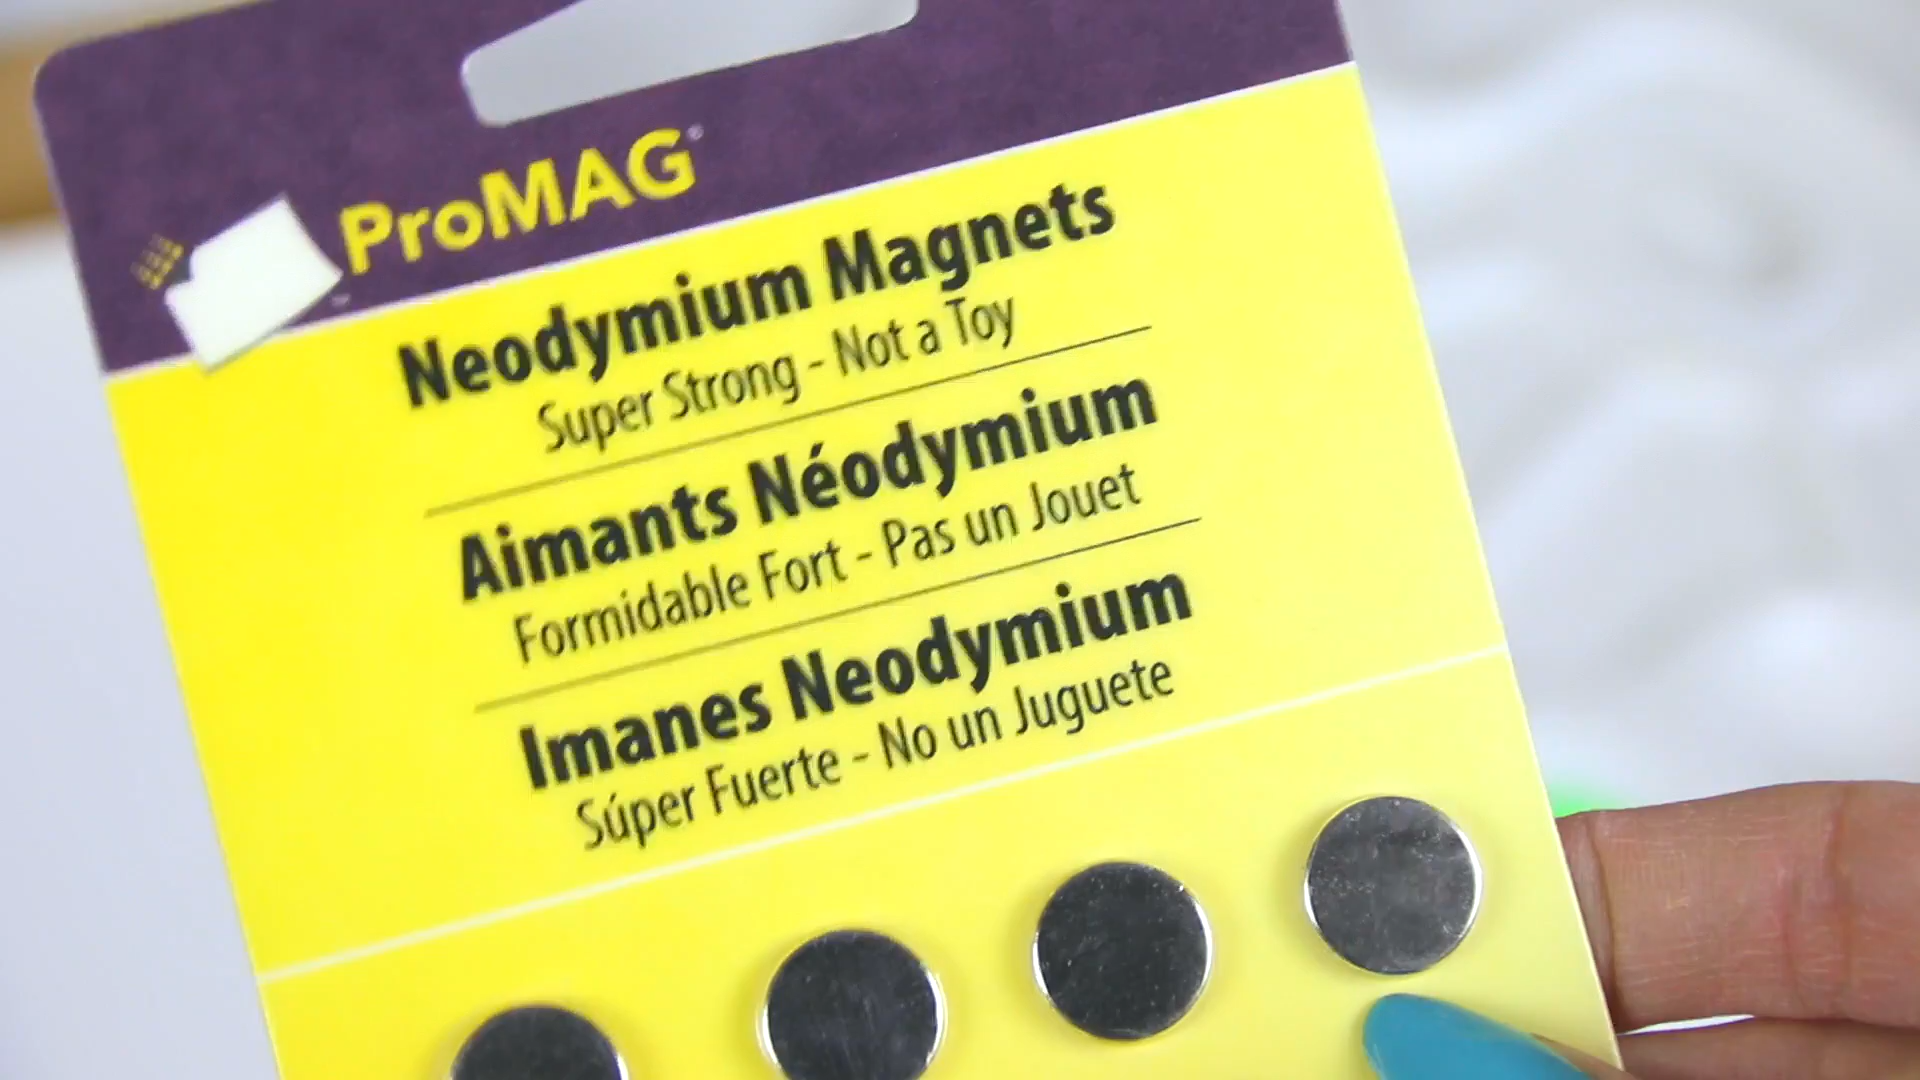 ProMAG
Neodymium Magnets
Super Strong - Not a Toy
Aimants Néodymium
Formidable Fort - Pas un Jouet
Imanes Neodymium
Súper Fuerte - No un Juguete